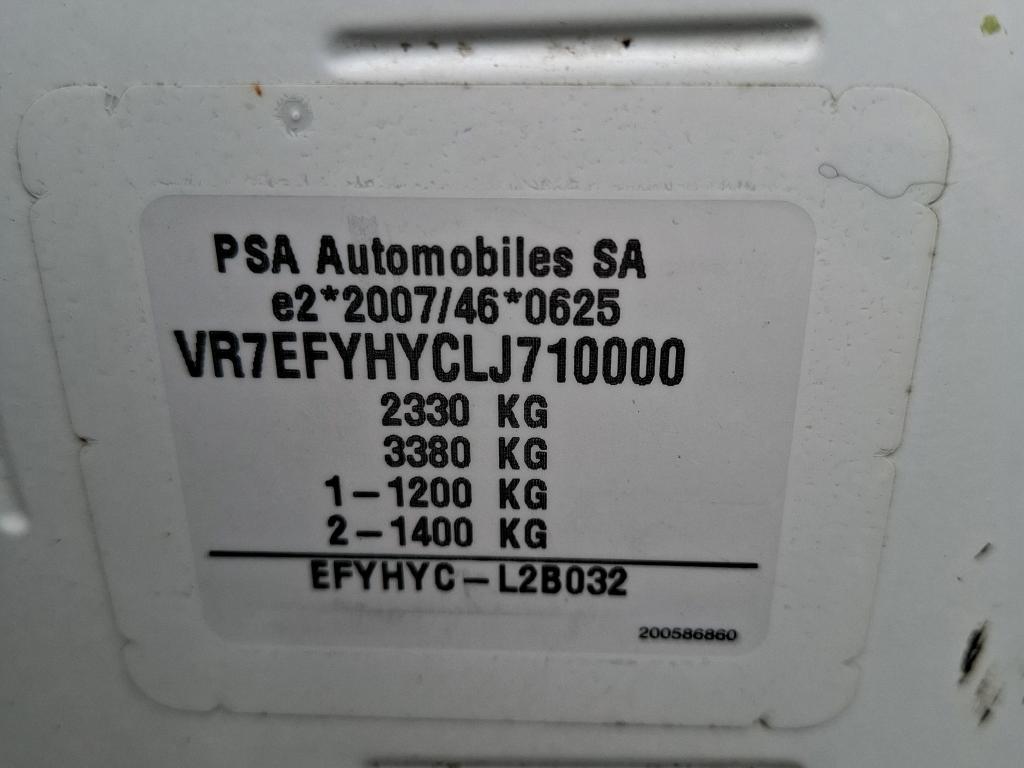 PSA Automobiles SA
e2*2007/46*0625
VR7EFYHYCLJ710000
2330 KG
3380 KG
1-1200 KG
2-1400 KG
EFYHYC-L2B032
200586860